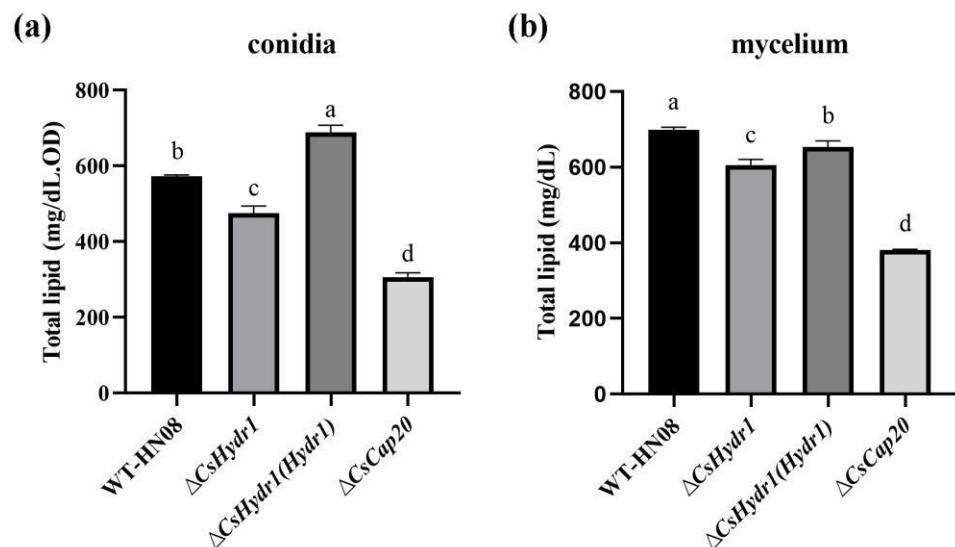 (a)
conidia
Total lipid (mg/dL.OD)
800
600
400
200
0
b
c
a
d
WT-HN08
ΔCsHydr1
ΔCsHydr1(Hydr1)
ΔCsCap20
(b)
mycelium
Total lipid (mg/dL)
800
600
400
200
0
a
c
b
d
WT-HN08
ΔCsHydr1
ΔCsHydr1(Hydr1)
ΔCsCap20